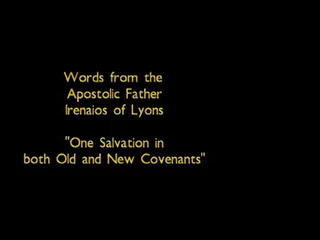 Words from the
Apostolic Father
Irenaios of Lyons
"One Salvation in
both Old and New Covenants"